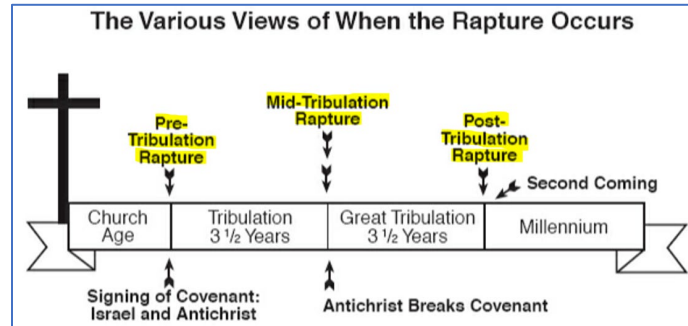 The Various Views of When the Rapture Occurs
Pre-
Tribulation
Rapture
Mid-Tribulation
Rapture
Post-
Tribulation
Rapture
Second Coming
Church
Age
Tribulation
3 ½ Years
Great Tribulation
3 ½ Years
Millennium
Signing of Covenant:
Israel and Antichrist
Antichrist Breaks Covenant